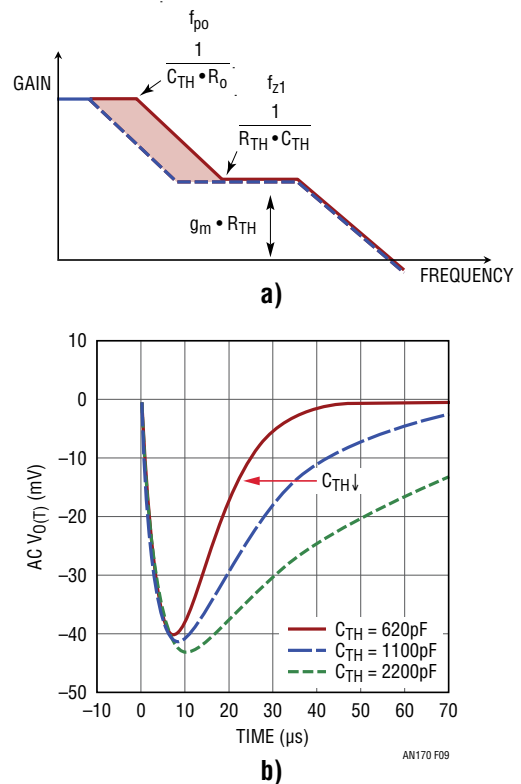 f_po
1
C_TH • R_o
GAIN
f_z1
1
R_TH • C_TH
g_m • R_TH
FREQUENCY
a)
10
0
–10
–20
–30
–40
–50
AC V_O(T) (mV)
C_TH↓
C_TH = 620pF
C_TH = 1100pF
C_TH = 2200pF
–10
0
10
20
30
40
50
60
70
TIME (µs)
AN170 F09
b)